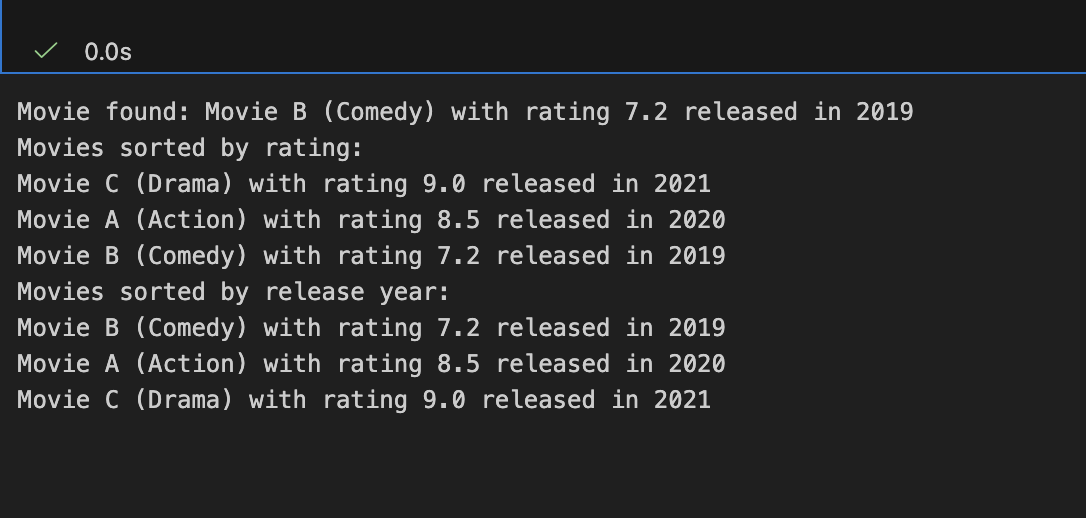 0.0s
Movie found: Movie B (Comedy) with rating 7.2 released in 2019
Movies sorted by rating:
Movie C (Drama) with rating 9.0 released in 2021
Movie A (Action) with rating 8.5 released in 2020
Movie B (Comedy) with rating 7.2 released in 2019
Movies sorted by release year:
Movie B (Comedy) with rating 7.2 released in 2019
Movie A (Action) with rating 8.5 released in 2020
Movie C (Drama) with rating 9.0 released in 2021